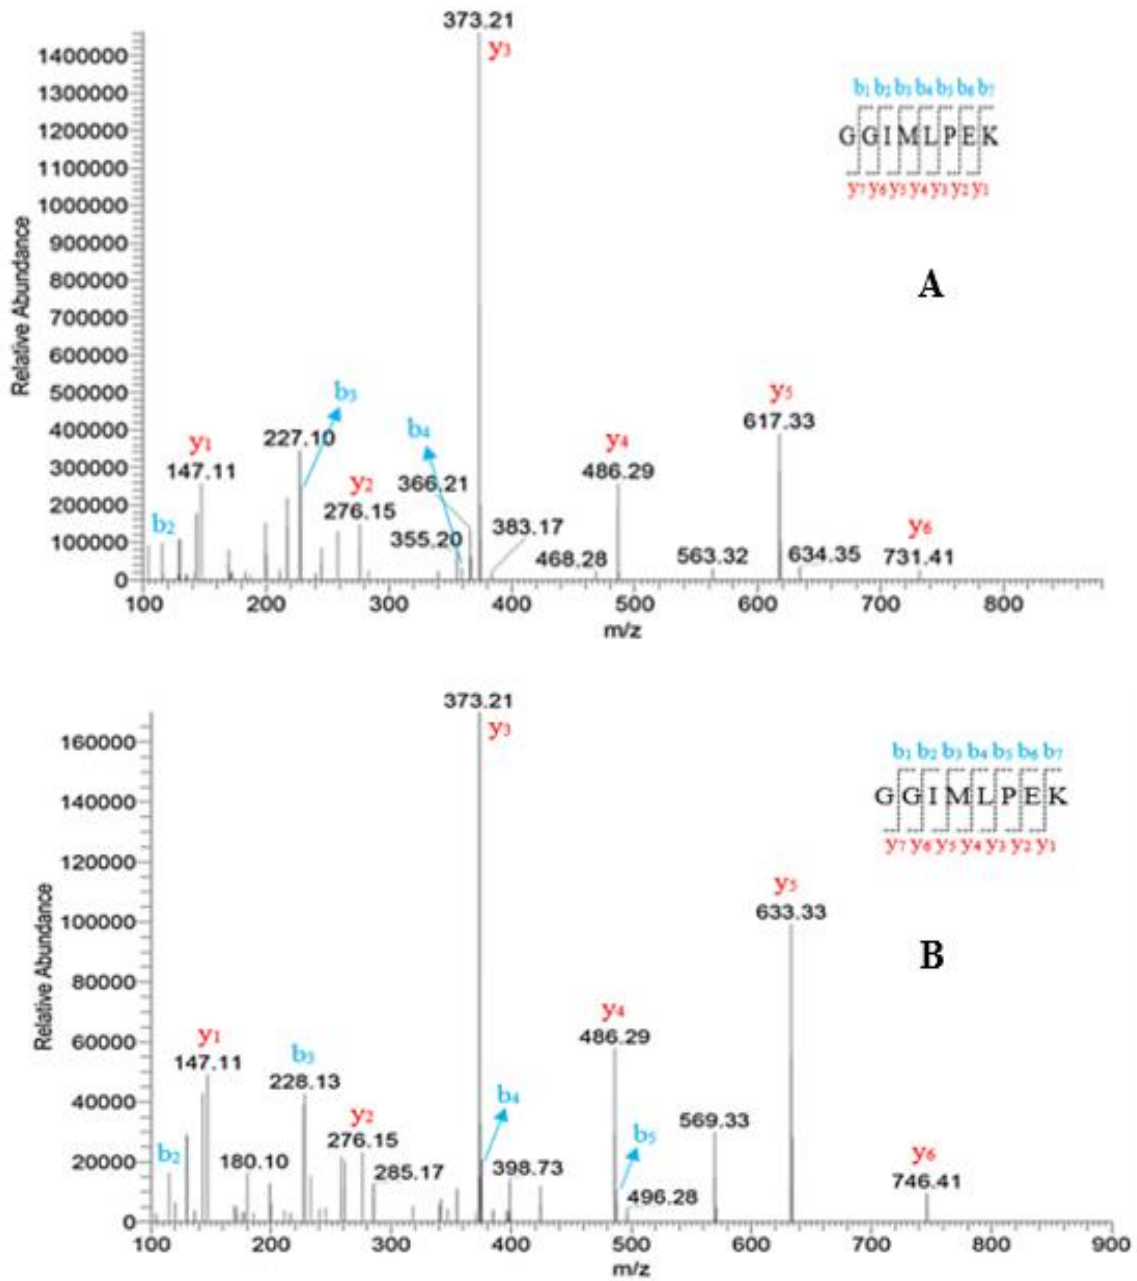 373.21
y₃
1400000
1300000
1200000
1100000
1000000
900000
800000
700000
600000
500000
400000
300000
200000
100000
0
Relative Abundance
b₁ b₂ b₃ b₄ b₅ b₆ b₇
G G I M L P E K
y₇ y₆ y₅ y₄ y₃ y₂ y₁
A
b₃
y₅
617.33
y₁
227.10
b₄
y₄
147.11
y₂
366.21
486.29
b₂
276.15
383.17
y₆
355.20
468.28
563.32
634.35
731.41
100 200 300 400 500 600 700 800
m/z
373.21
y₃
160000
140000
120000
100000
80000
60000
40000
20000
0
Relative Abundance
b₁ b₂ b₃ b₄ b₅ b₆ b₇
G G I M L P E K
y₇ y₆ y₅ y₄ y₃ y₂ y₁
B
y₅
633.33
y₁
y₄
147.11
b₃
486.29
228.13
b₄
y₂
569.33
b₂
276.15
b₅
y₆
180.10
285.17
398.73
496.28
746.41
100 200 300 400 500 600 700 800 900
m/z